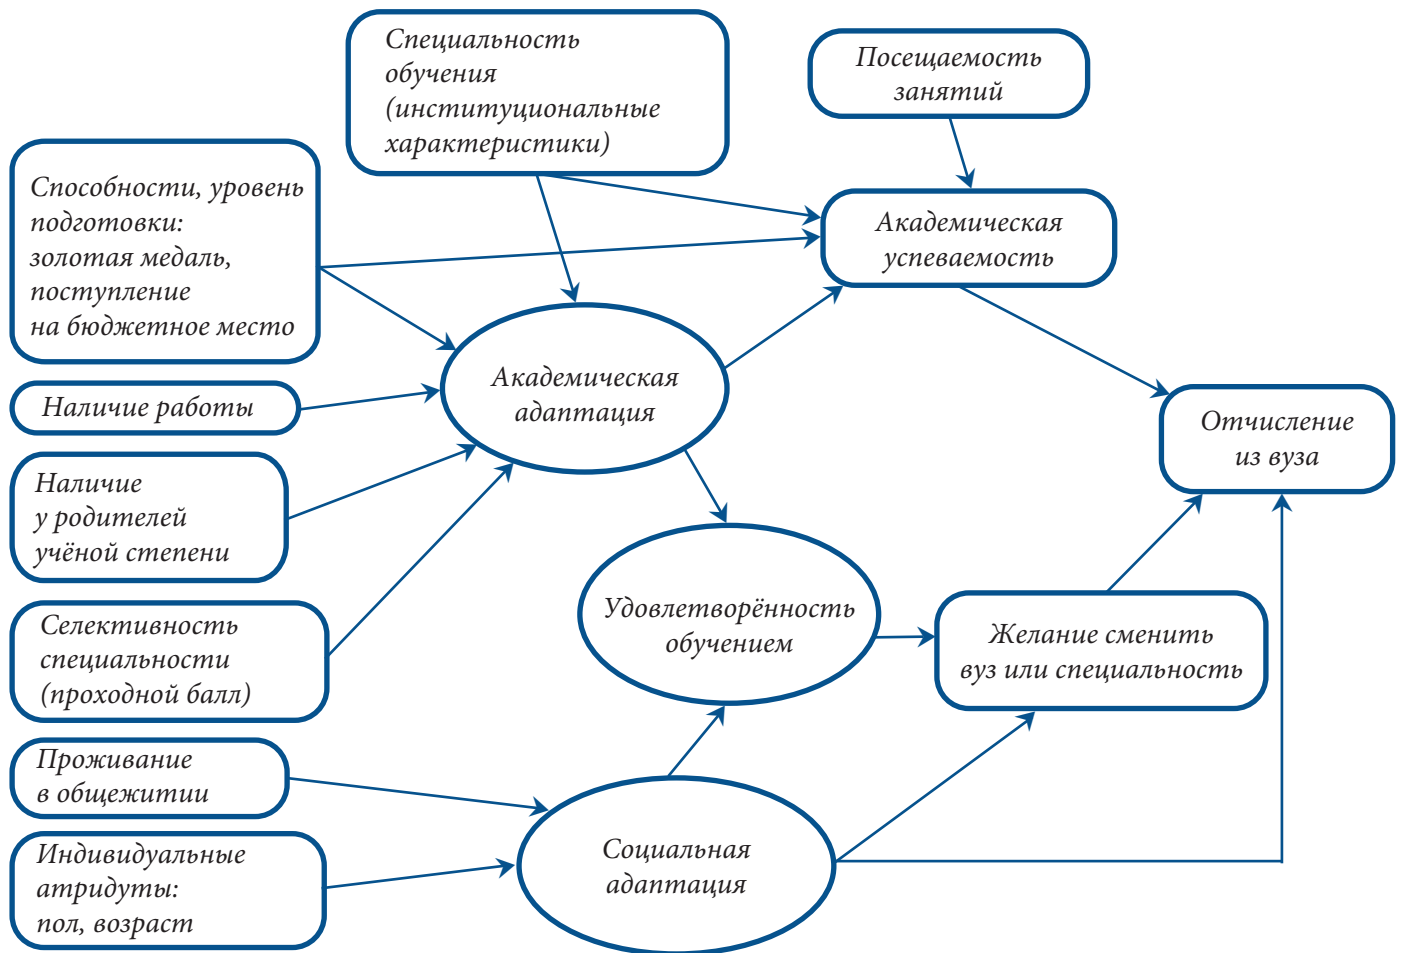 Специальность
обучения
(институциональные
характеристики)
Посещаемость
занятий
Способности, уровень
подготовки:
золотая медаль,
поступление
на бюджетное место
Академическая
успеваемость
Академическая
адаптация
Наличие работы
Отчисление
из вуза
Наличие
у родителей
учёной степени
Удовлетворённость
обучением
Желание сменить
вуз или специальность
Селективность
специальности
(проходной балл)
Проживание
в общежитии
Социальная
адаптация
Индивидуальные
атридуты:
пол, возраст